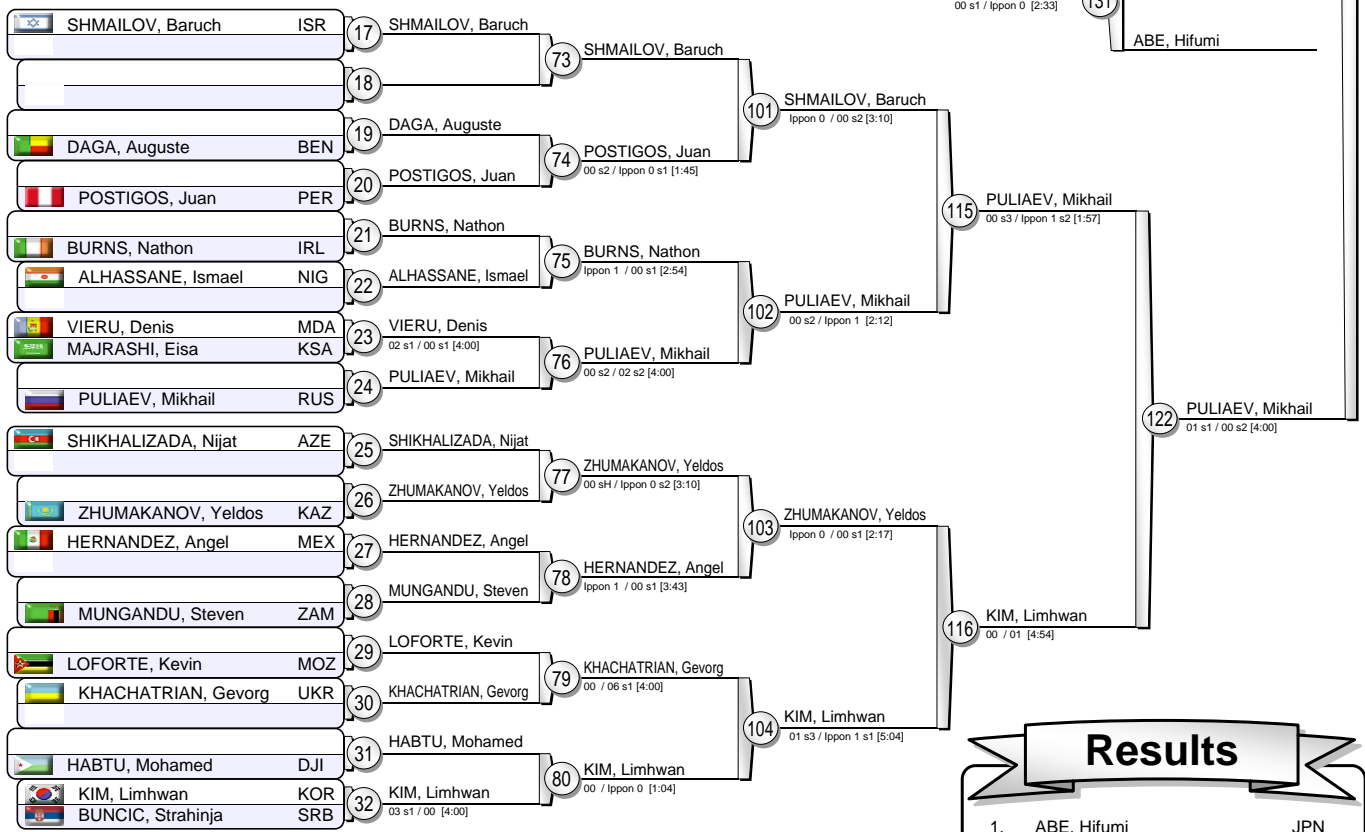 00 s1 / Ippon 0 [2:33]
131
ABE, Hifumi
SHMAILOV, Baruch ISR
17
SHMAILOV, Baruch
18
73
SHMAILOV, Baruch
DAGA, Auguste BEN
19
DAGA, Auguste
POSTIGOS, Juan PER
20
POSTIGOS, Juan
74
POSTIGOS, Juan
00 s2 / Ippon 0 s1 [1:45]
101
SHMAILOV, Baruch
Ippon 0 / 00 s2 [3:10]
BURNS, Nathon IRL
21
BURNS, Nathon
ALHASSANE, Ismael NIG
22
ALHASSANE, Ismael
75
BURNS, Nathon
Ippon 1 / 00 s1 [2:54]
VIERU, Denis MDA
MAJRASHI, Eisa KSA
23
VIERU, Denis
02 s1 / 00 s1 [4:00]
PULIAEV, Mikhail RUS
24
PULIAEV, Mikhail
76
PULIAEV, Mikhail
00 s2 / 02 s2 [4:00]
102
PULIAEV, Mikhail
00 s2 / Ippon 1 [2:12]
115
PULIAEV, Mikhail
00 s3 / Ippon 1 s2 [1:57]
SHIKHALIZADA, Nijat AZE
25
SHIKHALIZADA, Nijat
ZHUMAKANOV, Yeldos KAZ
26
ZHUMAKANOV, Yeldos
77
ZHUMAKANOV, Yeldos
00 sH / Ippon 0 s2 [3:10]
HERNANDEZ, Angel MEX
27
HERNANDEZ, Angel
MUNGANDU, Steven ZAM
28
MUNGANDU, Steven
78
HERNANDEZ, Angel
Ippon 1 / 00 s1 [3:43]
103
ZHUMAKANOV, Yeldos
Ippon 0 / 00 s1 [2:17]
LOFORTE, Kevin MOZ
29
LOFORTE, Kevin
KHACHATRIAN, Gevorg UKR
30
KHACHATRIAN, Gevorg
79
KHACHATRIAN, Gevorg
00 / 06 s1 [4:00]
HABTU, Mohamed DJI
31
HABTU, Mohamed
KIM, Limhwan KOR
BUNCIC, Strahinja SRB
32
KIM, Limhwan
03 s1 / 00 [4:00]
80
KIM, Limhwan
00 / Ippon 0 [1:04]
104
KIM, Limhwan
01 s3 / Ippon 1 s1 [5:04]
116
KIM, Limhwan
00 / 01 [4:54]
122
PULIAEV, Mikhail
01 s1 / 00 s2 [4:00]
Results
1. ABE, Hifumi JPN